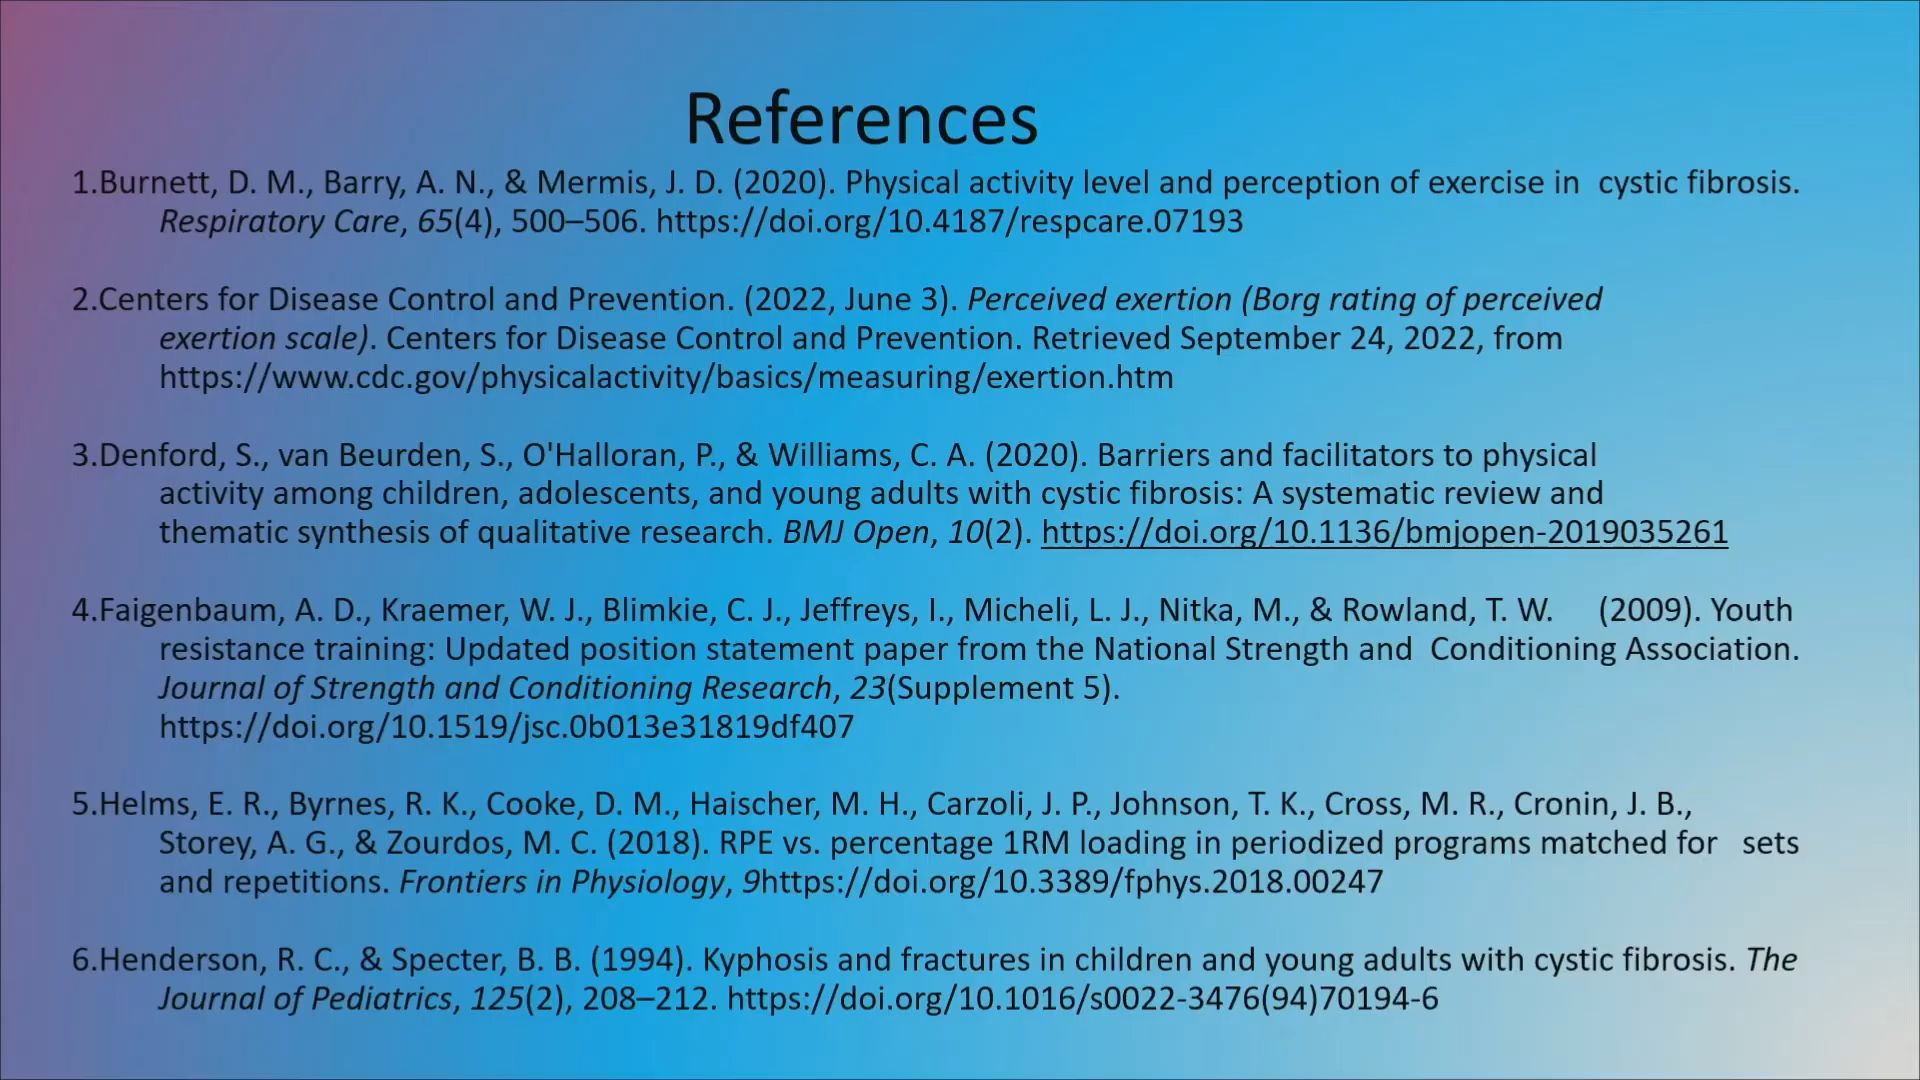 References
1.Burnett, D. M., Barry, A. N., & Mermis, J. D. (2020). Physical activity level and perception of exercise in cystic fibrosis.
Respiratory Care, 65(4), 500–506. https://doi.org/10.4187/respcare.07193
2.Centers for Disease Control and Prevention. (2022, June 3). Perceived exertion (Borg rating of perceived
exertion scale). Centers for Disease Control and Prevention. Retrieved September 24, 2022, from
https://www.cdc.gov/physicalactivity/basics/measuring/exertion.htm
3.Denford, S., van Beurden, S., O'Halloran, P., & Williams, C. A. (2020). Barriers and facilitators to physical
activity among children, adolescents, and young adults with cystic fibrosis: A systematic review and
thematic synthesis of qualitative research. BMJ Open, 10(2). https://doi.org/10.1136/bmjopen-2019035261
4.Faigenbaum, A. D., Kraemer, W. J., Blimkie, C. J., Jeffreys, I., Micheli, L. J., Nitka, M., & Rowland, T. W. (2009). Youth
resistance training: Updated position statement paper from the National Strength and Conditioning Association.
Journal of Strength and Conditioning Research, 23(Supplement 5).
https://doi.org/10.1519/jsc.0b013e31819df407
5.Helms, E. R., Byrnes, R. K., Cooke, D. M., Haischer, M. H., Carzoli, J. P., Johnson, T. K., Cross, M. R., Cronin, J. B.,
Storey, A. G., & Zourdos, M. C. (2018). RPE vs. percentage 1RM loading in periodized programs matched for sets
and repetitions. Frontiers in Physiology, 9https://doi.org/10.3389/fphys.2018.00247
6.Henderson, R. C., & Specter, B. B. (1994). Kyphosis and fractures in children and young adults with cystic fibrosis. The
Journal of Pediatrics, 125(2), 208–212. https://doi.org/10.1016/s0022-3476(94)70194-6